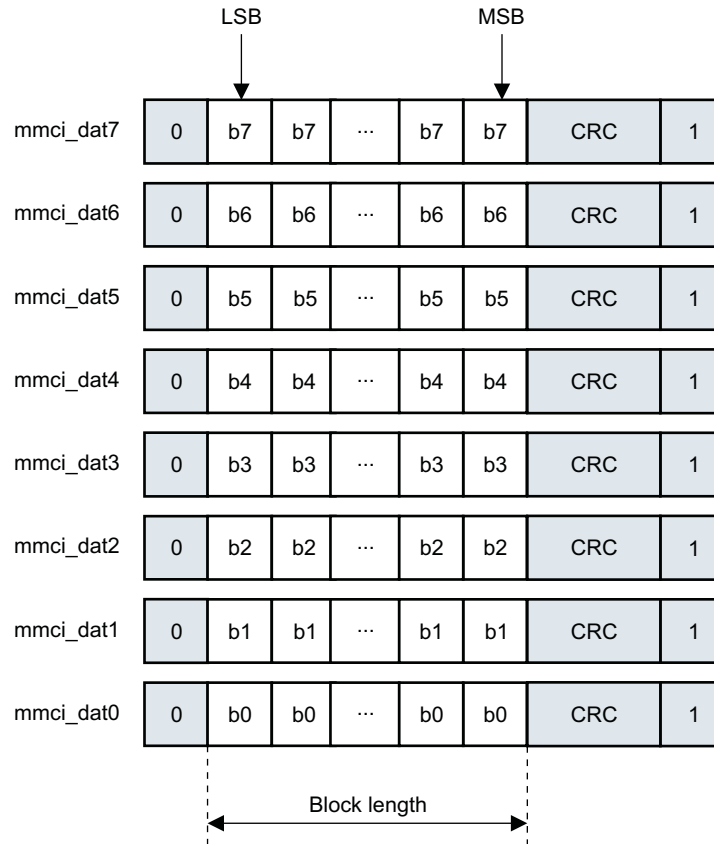 LSB MSB
mmci_dat7 0 b7 b7 ... b7 b7 CRC 1
mmci_dat6 0 b6 b6 ... b6 b6 CRC 1
mmci_dat5 0 b5 b5 ... b5 b5 CRC 1
mmci_dat4 0 b4 b4 ... b4 b4 CRC 1
mmci_dat3 0 b3 b3 ... b3 b3 CRC 1
mmci_dat2 0 b2 b2 ... b2 b2 CRC 1
mmci_dat1 0 b1 b1 ... b1 b1 CRC 1
mmci_dat0 0 b0 b0 ... b0 b0 CRC 1
Block length